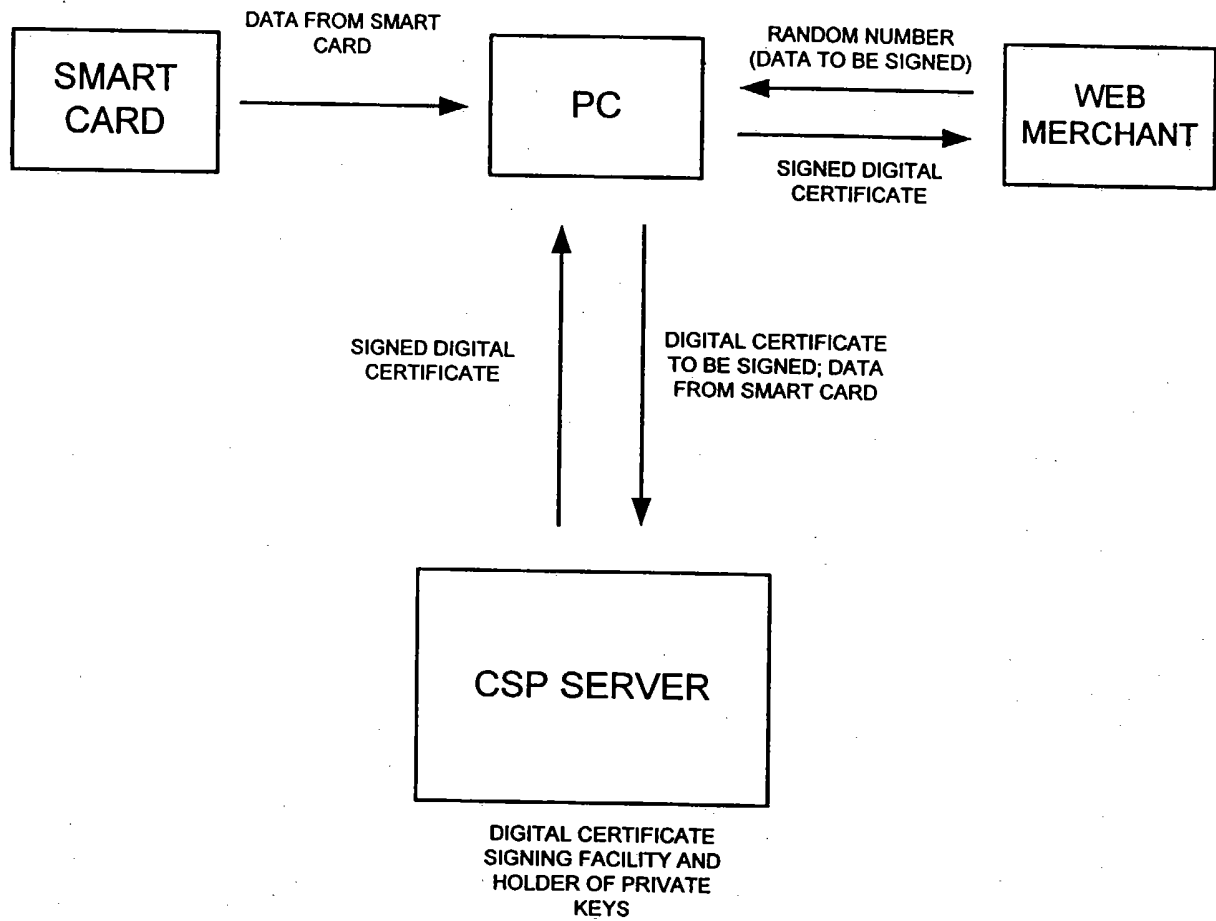 DATA FROM SMART
CARD
SMART
CARD
PC
RANDOM NUMBER
(DATA TO BE SIGNED)
WEB
MERCHANT
SIGNED DIGITAL
CERTIFICATE
SIGNED DIGITAL
CERTIFICATE
DIGITAL CERTIFICATE
TO BE SIGNED; DATA
FROM SMART CARD
CSP SERVER
DIGITAL CERTIFICATE
SIGNING FACILITY AND
HOLDER OF PRIVATE
KEYS